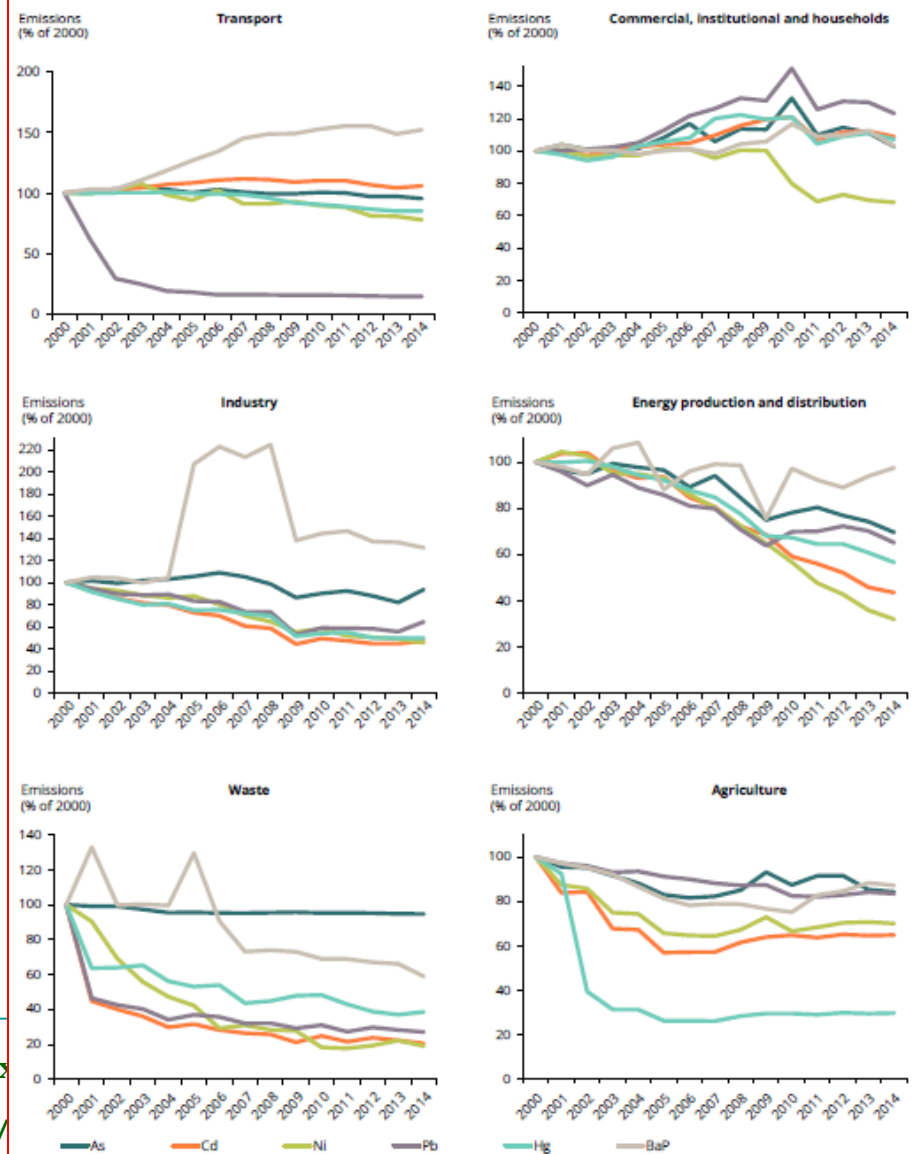 Emissions
(% of 2000)
Transport
200
150
100
50
0
2000 2001 2002 2003 2004 2005 2006 2007 2008 2009 2010 2011 2012 2013 2014
Emissions
(% of 2000)
Commercial, institutional and households
140
120
100
80
60
40
20
0
2000 2001 2002 2003 2004 2005 2006 2007 2008 2009 2010 2011 2012 2013 2014
Emissions
(% of 2000)
Industry
220
200
180
160
140
120
100
80
60
40
20
0
2000 2001 2002 2003 2004 2005 2006 2007 2008 2009 2010 2011 2012 2013 2014
Emissions
(% of 2000)
Energy production and distribution
100
80
60
40
20
0
2000 2001 2002 2003 2004 2005 2006 2007 2008 2009 2010 2011 2012 2013 2014
Emissions
(% of 2000)
Waste
140
120
100
80
60
40
20
0
2000 2001 2002 2003 2004 2005 2006 2007 2008 2009 2010 2011 2012 2013 2014
Emissions
(% of 2000)
Agriculture
100
80
60
40
20
0
2000 2001 2002 2003 2004 2005 2006 2007 2008 2009 2010 2011 2012 2013 2014
As Cd Ni Pb Hg BaP